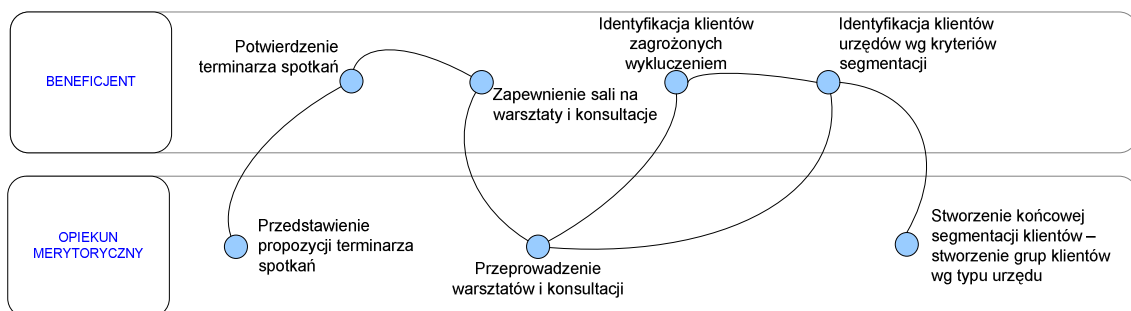 BENEFICJENT
Potwierdzenie
terminarza spotkań
Zapewnienie sali na
warsztaty i konsultacje
Identyfikacja klientów
zagrożonych
wykluczeniem
Identyfikacja klientów
urzędów wg kryteriów
segmentacji
OPIEKUN
MERYTORYCZNY
Przedstawienie
propozycji terminarza
spotkań
Przeprowadzenie
warsztatów i konsultacji
Stworzenie końcowej
segmentacji klientów –
stworzenie grup klientów
wg typu urzędu